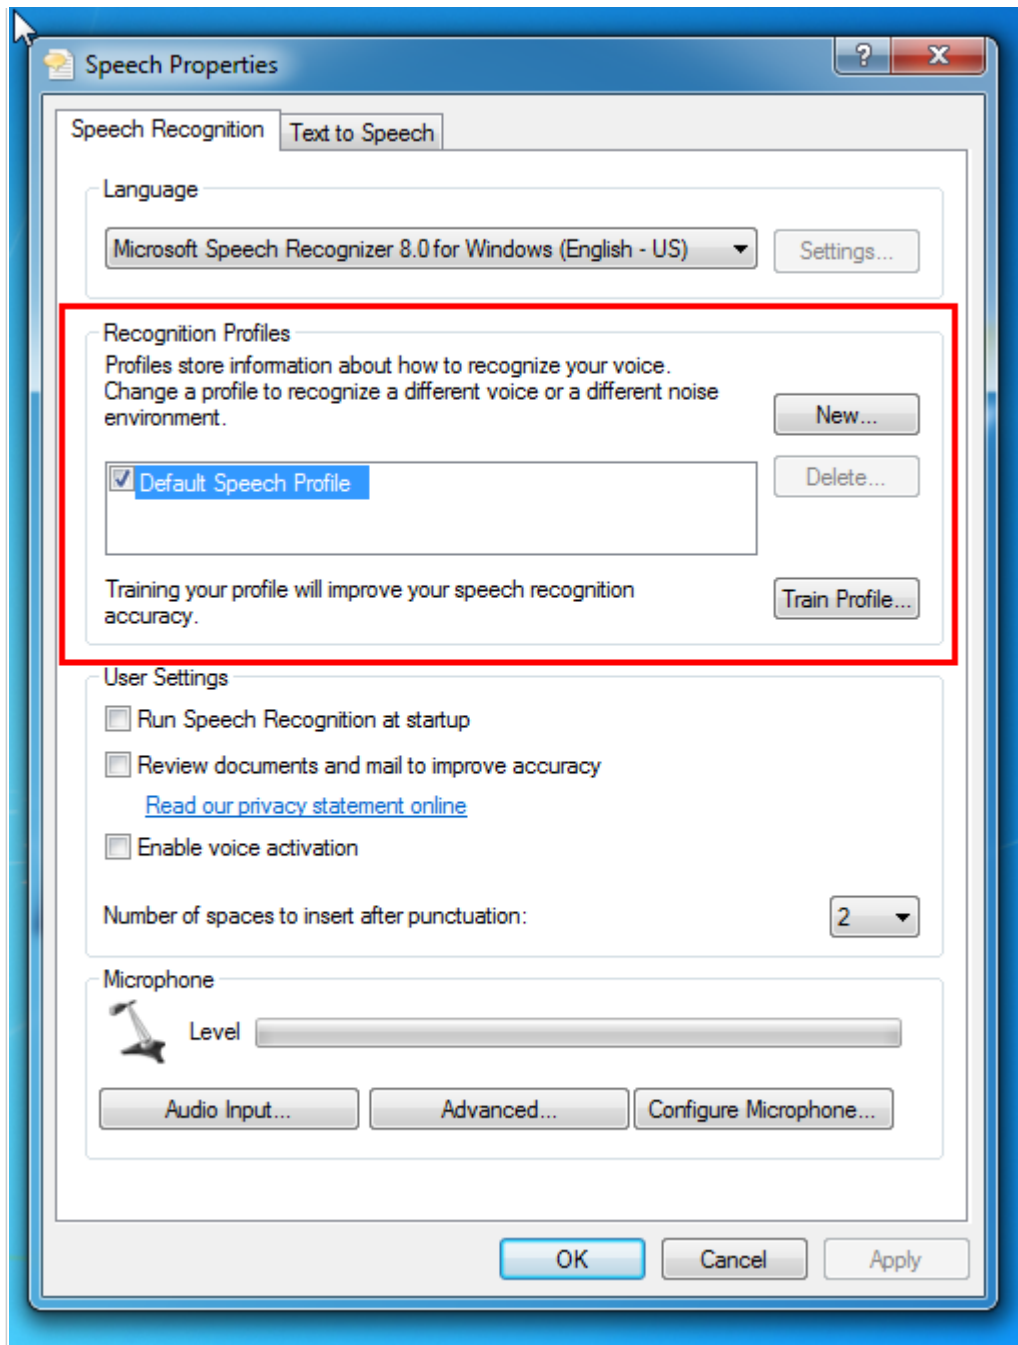 Speech Properties
?
X
Speech Recognition
Text to Speech
Language
Microsoft Speech Recognizer 8.0 for Windows (English - US)
Settings...
Recognition Profiles
Profiles store information about how to recognize your voice.
Change a profile to recognize a different voice or a different noise
environment.
New...
Default Speech Profile
Delete...
Training your profile will improve your speech recognition
accuracy.
Train Profile...
User Settings
Run Speech Recognition at startup
Review documents and mail to improve accuracy
Read our privacy statement online
Enable voice activation
Number of spaces to insert after punctuation:
2
Microphone
Level
Audio Input...
Advanced...
Configure Microphone...
OK
Cancel
Apply